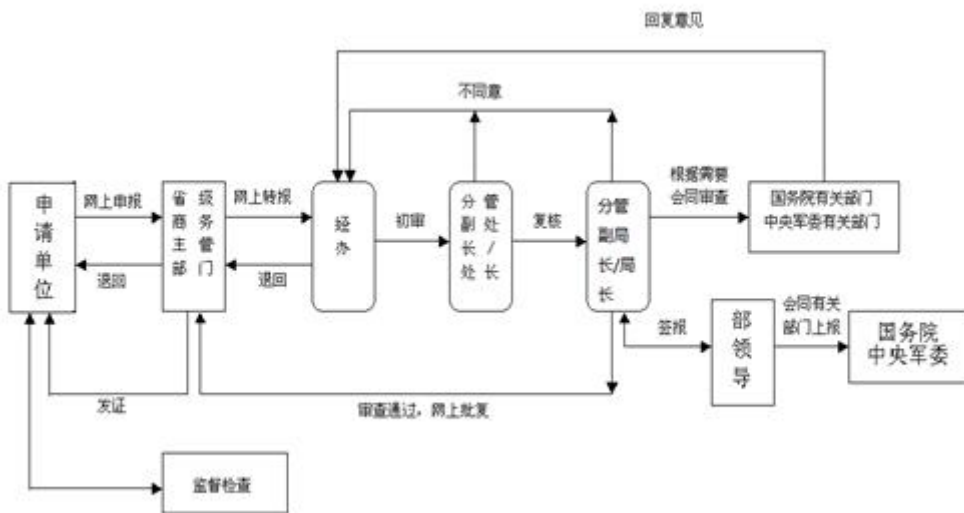 回复意见
不同意
根据需要
会同审查
国务院有关部门
中央军委有关部门
申请单位
网上申报
退回
省级
商务
主管
部门
网上转报
退回
经办
初审
分管
副处
长/
处长
复核
分管
副局
长/局
长
签报
部领导
会同有关
部门上报
国务院
中央军委
发证
审查通过，网上批复
监督检查